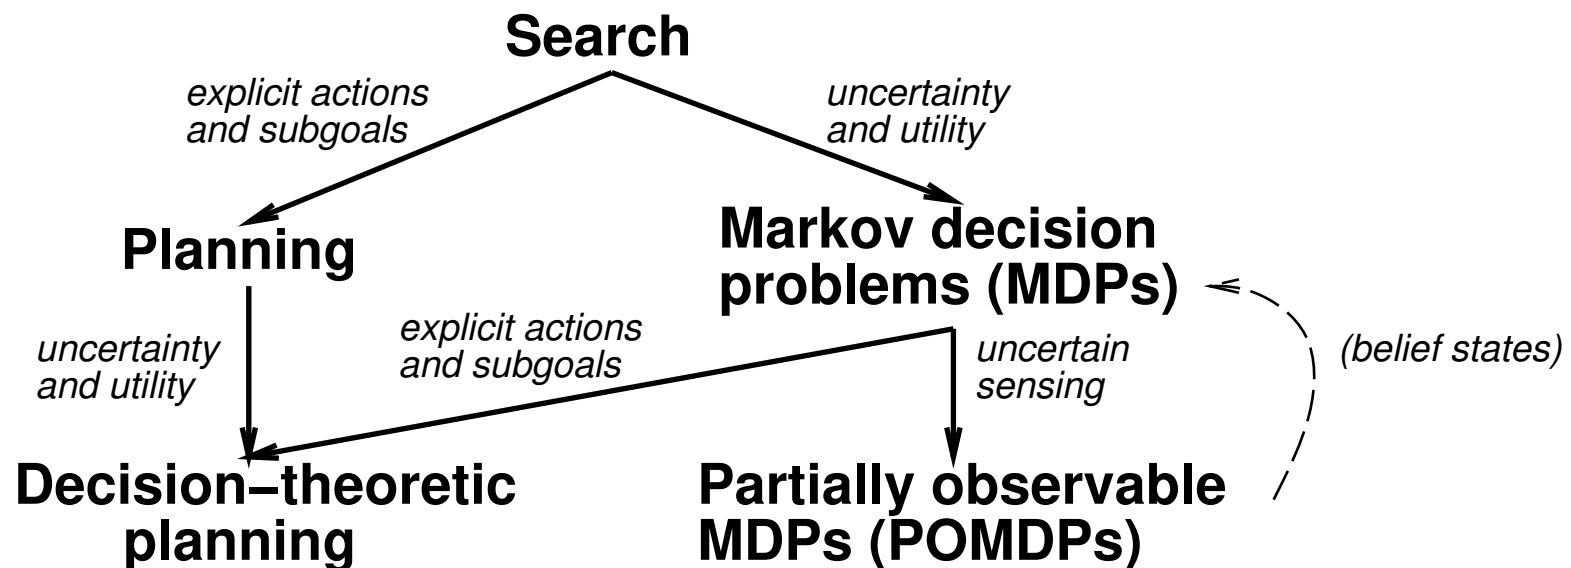 Search
explicit actions
and subgoals
uncertainty
and utility
Planning
Markov decision
problems (MDPs)
uncertainty
and utility
explicit actions
and subgoals
uncertain
sensing
(belief states)
Decision−theoretic
planning
Partially observable
MDPs (POMDPs)